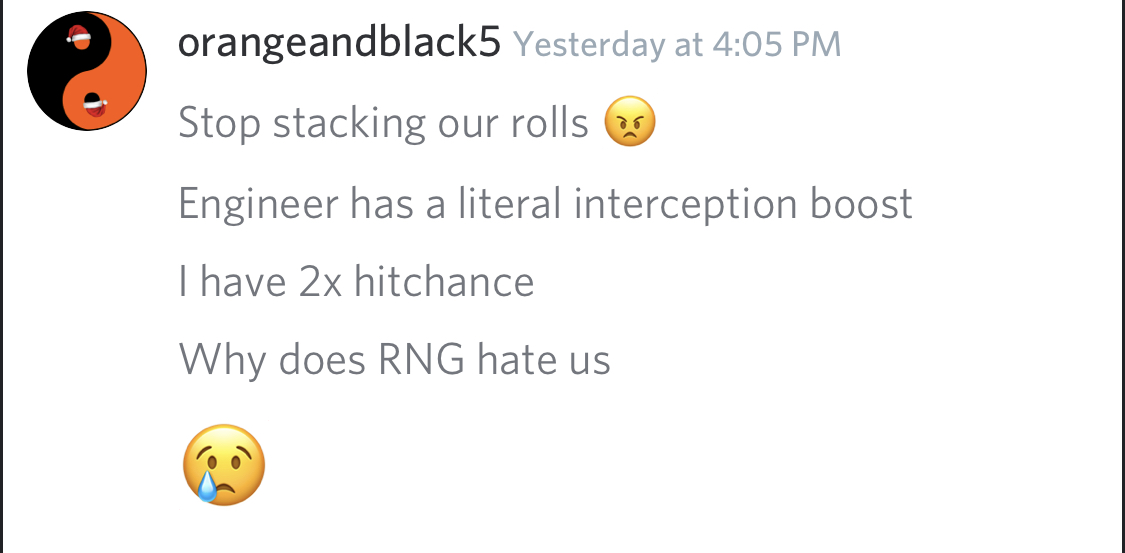 orangeandblack5 Yesterday at 4:05 PM
Stop stacking our rolls 😠
Engineer has a literal interception boost
I have 2x hitchance
Why does RNG hate us
😢